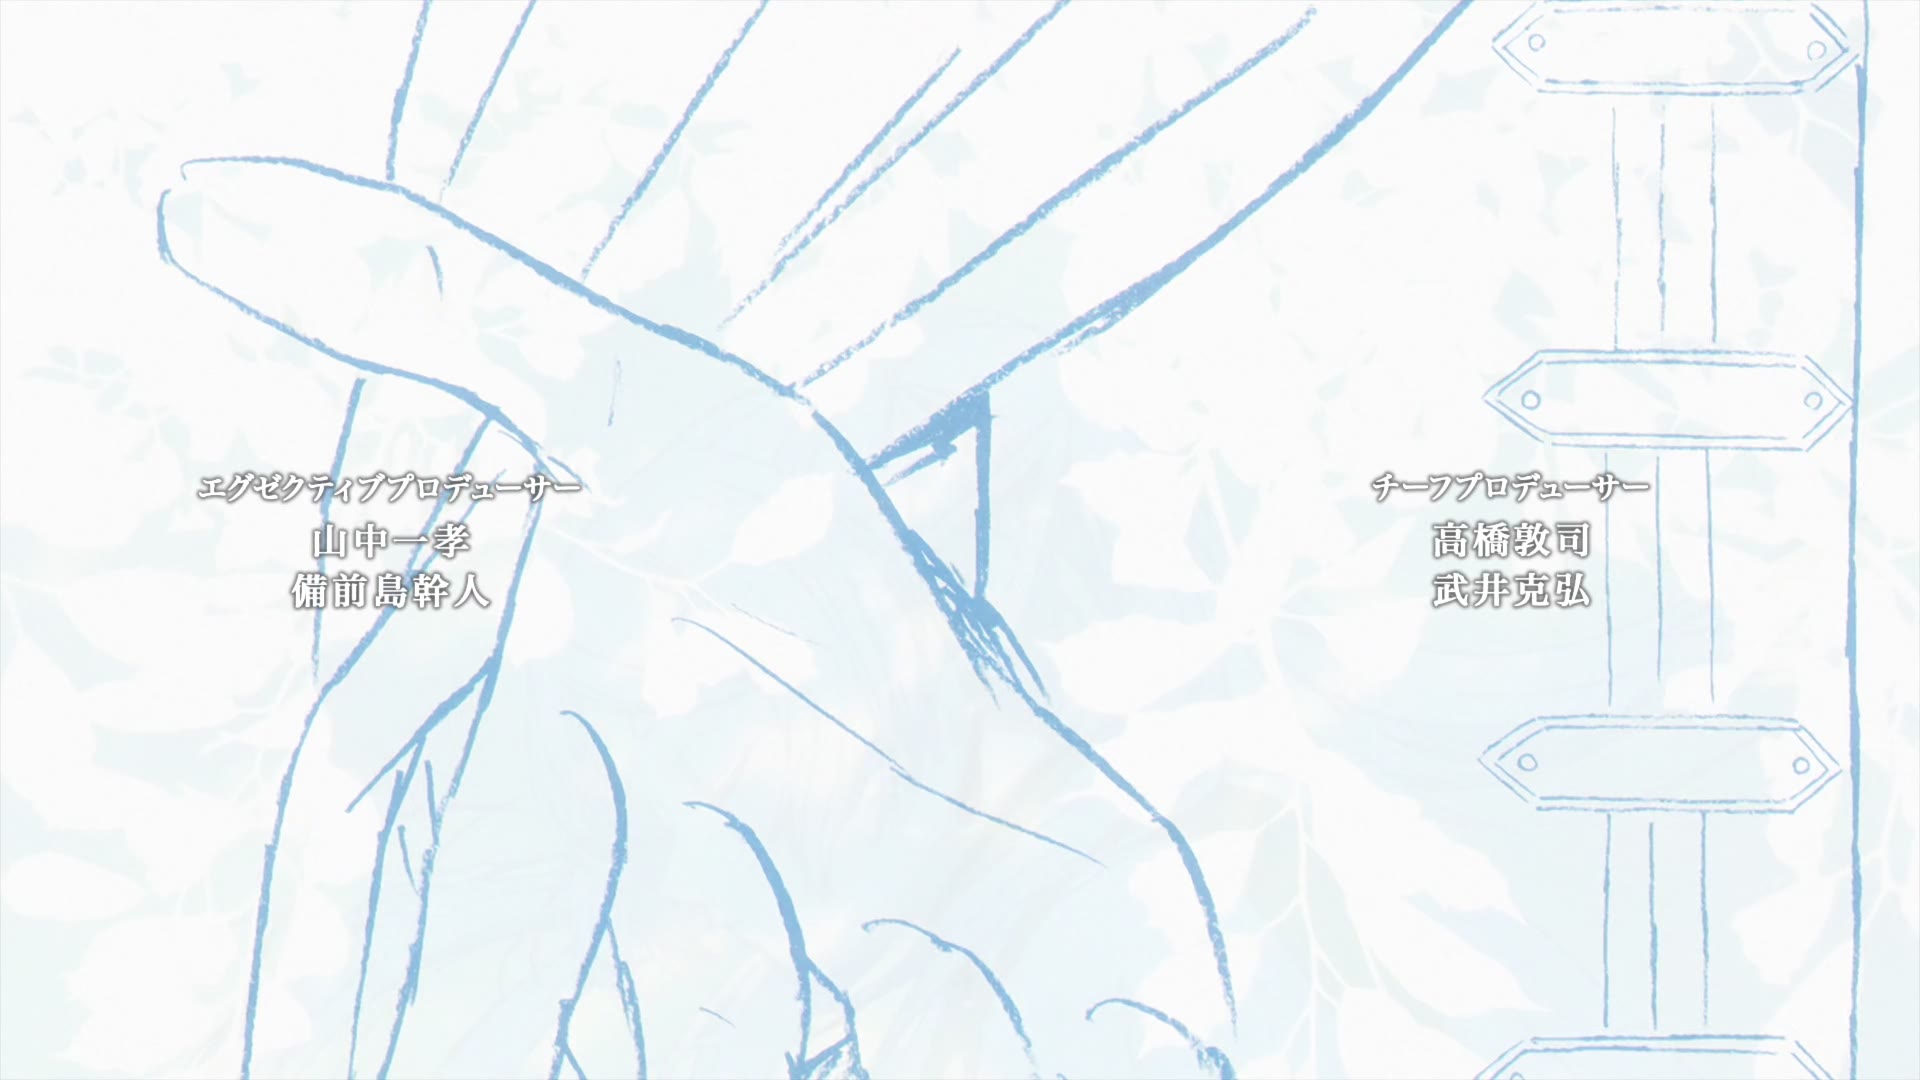 エグゼクティブプロデューサー
山中一孝
備前島幹人
チーフプロデューサー
高橋敦司
武井克弘